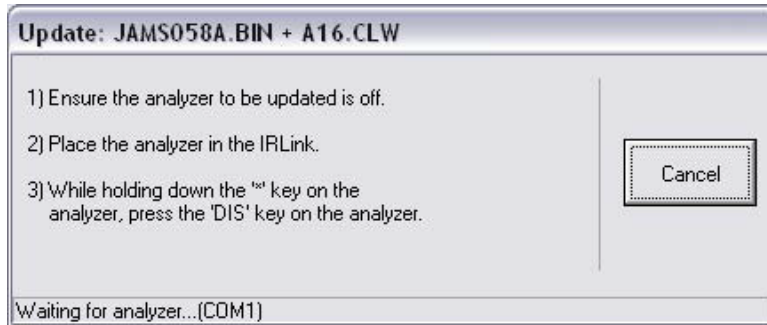 Update: JAMS058A.BIN + A16.CLW
1) Ensure the analyzer to be updated is off.
2) Place the analyzer in the IRLink.
3) While holding down the '*' key on the
analyzer, press the 'DIS' key on the analyzer.
Cancel
Waiting for analyzer...(COM1)